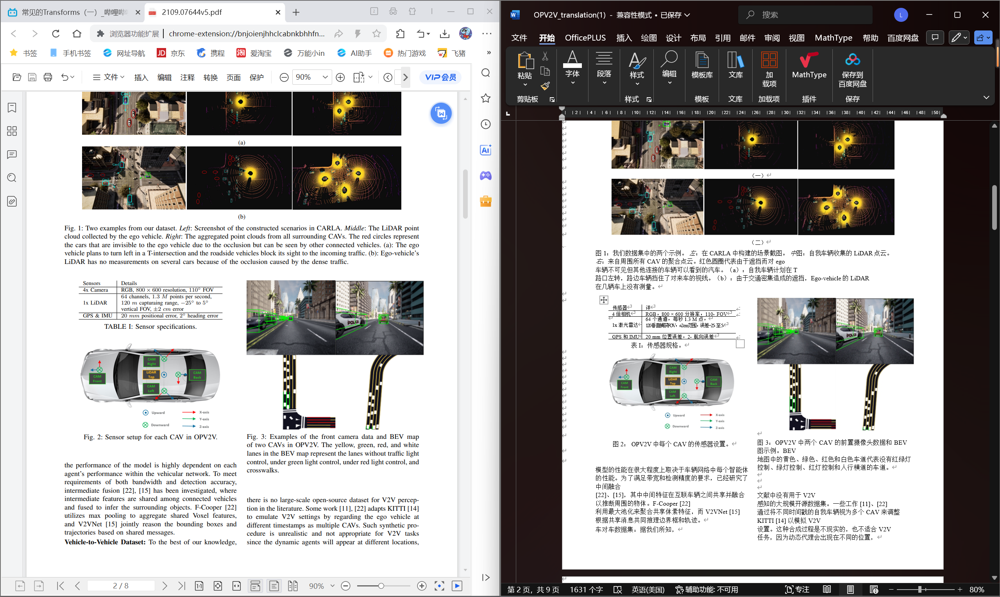 常见的Transforms（一）_哔哩哔
2109.07644v5.pdf
浏览器功能扩展
chrome-extension://bnjoienjhhclcabnkbhhfn...
书签
手机书签
网址导航
京东
携程
爱淘宝
万能小in
AI助手
热门游戏
飞猪
文件
插入
编辑
注释
转换
页面
保护
90%
VIP 会员
(a)
(b)
Fig. 1: Two examples from our dataset. Left: Screenshot of the constructed scenarios in CARLA. Middle: The LiDAR point
cloud collected by the ego vehicle. Right: The aggregated point clouds from all surrounding CAVs. The red circles represent
the cars that are invisible to the ego vehicle due to the occlusion but can be seen by other connected vehicles. (a): The ego
vehicle plans to turn left in a T-intersection and the roadside vehicles block its sight to the incoming traffic. (b): Ego-vehicle's
LiDAR has no measurements on several cars because of the occlusion caused by the dense traffic.
Sensors Details
4x Camera RGB, 800 × 600 resolution, 110° FOV
1x LiDAR
64 channels, 1.3 M points per second,
120 m capturaing range, −25° to 5°
vertical FOV, ±2 cm error
GPS & IMU 20 mm positional error, 2° heading error
TABLE I: Sensor specifications.
CAM Front
CAM Right
LiDAR Top
CAM Left
CAM Back
Upward
Downward
X-axis
Y-axis
Z-axis
Fig. 2: Sensor setup for each CAV in OPV2V.
POLICE
Fig. 3: Examples of the front camera data and BEV map
of two CAVs in OPV2V. The yellow, green, red, and white
lanes in the BEV map represent the lanes without traffic light
control, under green light control, under red light control, and
crosswalks.
the performance of the model is highly dependent on each
agent's performance within the vehicular network. To meet
requirements of both bandwidth and detection accuracy,
intermediate fusion [22], [15] has been investigated, where
intermediate features are shared among connected vehicles
and fused to infer the surrounding objects. F-Cooper [22]
utilizes max pooling to aggregate shared Voxel features,
and V2VNet [15] jointly reason the bounding boxes and
trajectories based on shared messages.
Vehicle-to-Vehicle Dataset: To the best of our knowledge,
there is no large-scale open-source dataset for V2V percep-
tion in the literature. Some work [11], [22] adapts KITTI [14]
to emulate V2V settings by regarding the ego vehicle at
different timestamps as multiple CAVs. Such synthetic pro-
cedure is unrealistic and not appropriate for V2V tasks
since the dynamic agents will appear at different locations,
2 / 8
90%
OPV2V_translation(1) - 兼容性模式 • 已保存
搜索
L
文件
开始
OfficePLUS
插入
绘图
设计
布局
引用
邮件
审阅
视图
MathType
帮助
百度网盘
粘贴
字体
段落
样式
编辑
模板库
文库
加载项
MathType
保存到百度网盘
剪贴板
样式
模板
文库
加载项
插件
保存
2 4 6 8 10 12 14 16 18 20 22 24 26 28 30 32 34 36 38 40 42 44 46 48 50
（一）
（二）
图 1：我们数据集中的两个示例。 左：在 CARLA 中构建的场景截图。 中图：自我车辆收集的 LiDAR 点云。
右：来自周围所有 CAV 的聚合点云。红色圆圈代表由于遮挡而对 ego
车辆不可见但其他连接的车辆可以看到的汽车。（a）：自我车辆计划在 T
路口左转，路边车辆挡住了对来车的视线。（b）：由于交通密集造成的遮挡，Ego-vehicle 的 LiDAR
在几辆车上没有测量。
传感器 详
4 倍相机 RGB，800 × 600 分辨率，110◦ FOV
64 个通道，每秒 1.3 M 点，
1x 激光雷达
GPS 和 IMU 20 mm 位置误差，2◦ 航向误差
表 I：传感器规格。
CAM Front
CAM Right
LiDAR Top
CAM Left
CAM Back
Upward
Downward
X-axis
Y-axis
Z-axis
图 2： OPV2V 中每个 CAV 的传感器设置。
POLICE
图 3：OPV2V 中两个 CAV 的前置摄像头数据和 BEV
图示例。BEV
地图中的黄色、绿色、红色和白色车道代表没有红绿灯
控制、绿灯控制、红灯控制和人行横道的车道。
模型的性能在很大程度上取决于车辆网络中每个智能体
的性能。为了满足带宽和检测精度的要求，已经研究了
中间融合
[22]、[15]，其中中间特征在互联车辆之间共享并融合
以推断周围的物体。F-Cooper [22]
利用最大池化来聚合共享体素特征，而 V2VNet [15]
根据共享消息共同推理边界框和轨迹。
车对车数据集：据我们所知，
文献中没有用于 V2V
感知的大规模开源数据集。一些工作 [11]、[22]
通过将不同时间戳的自我车辆视为多个 CAV 来调整
KITTI [14] 以模拟 V2V
设置。这种合成过程是不现实的，也不适合 V2V
任务，因为动态代理会出现在不同的位置，
第 2 页，共 9 页
1631 个字
英语(美国)
辅助功能: 不可用
专注
80%